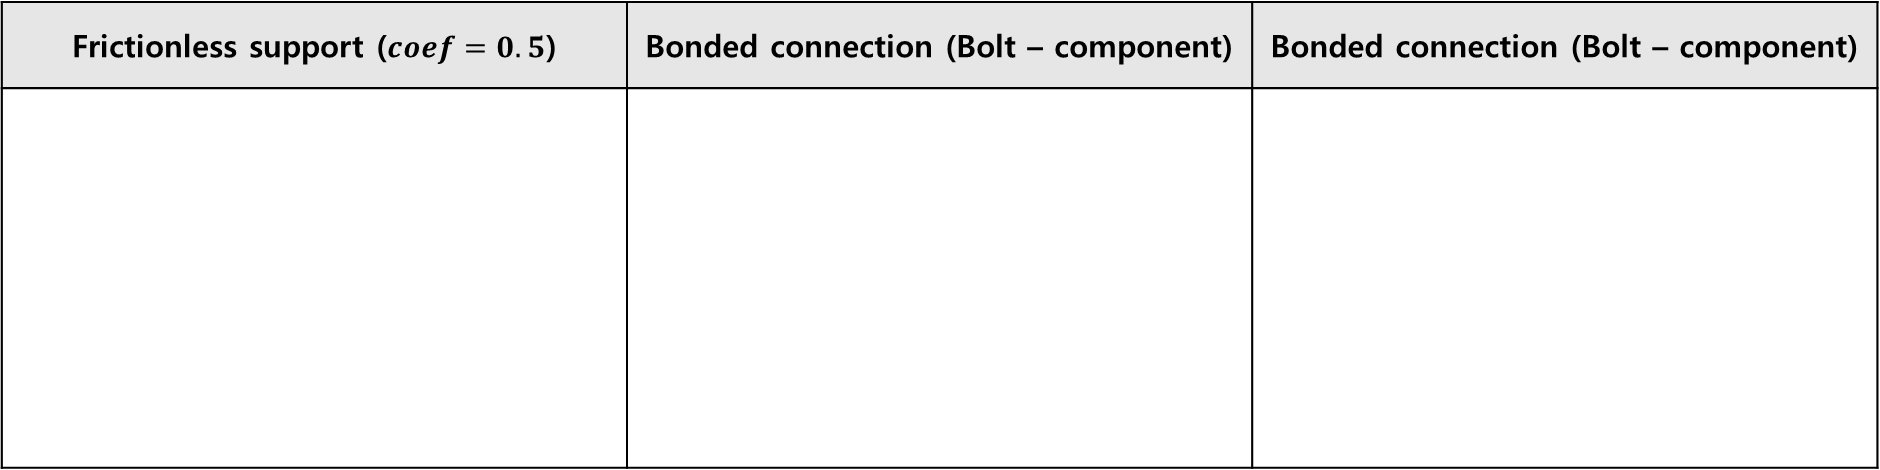 Frictionless support (coef = 0.5)
Bonded connection (Bolt – component)
Bonded connection (Bolt – component)